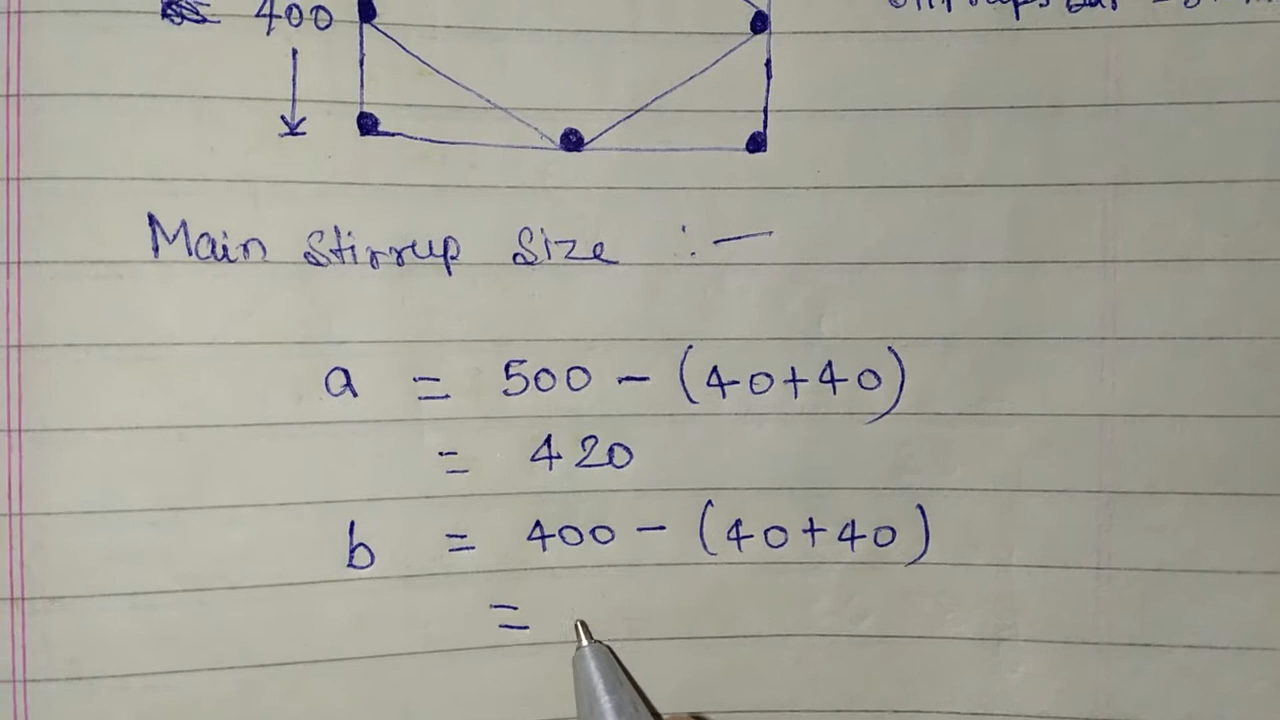 400
Main Stirrup Size :-
a = 500 - (40+40)
= 420
b = 400 - (40+40)
=